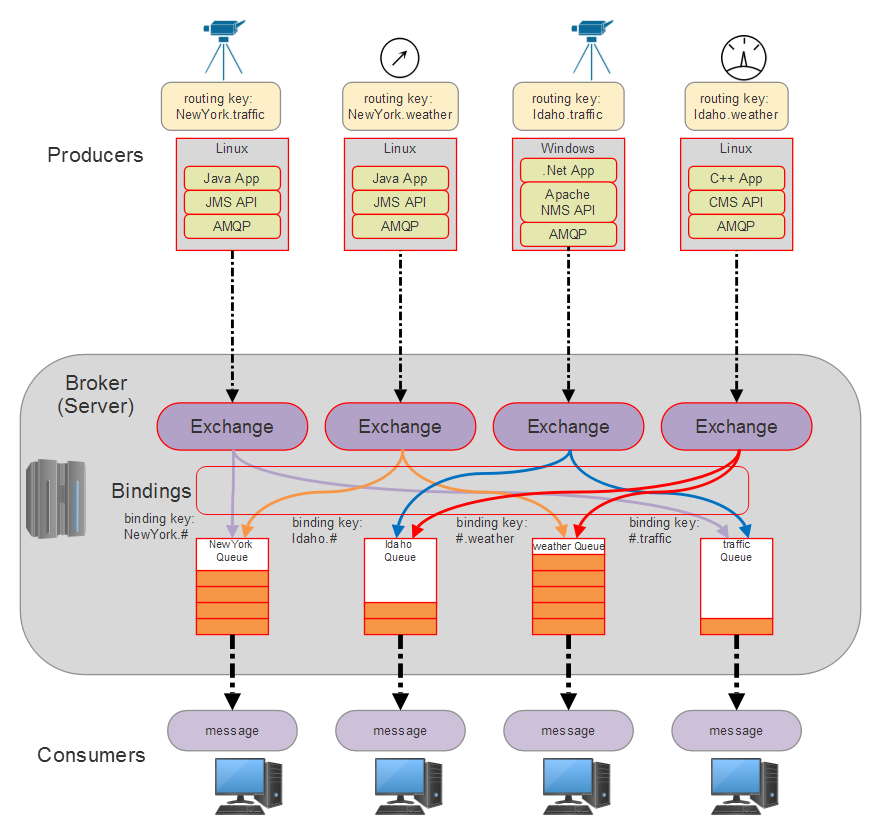 routing key:
NewYork.traffic
routing key:
NewYork.weather
routing key:
Idaho.traffic
routing key:
Idaho.weather
Producers
Linux
Java App
JMS API
AMQP
Linux
Java App
JMS API
AMQP
Windows
.Net App
Apache
NMS API
AMQP
Linux
C++ App
CMS API
AMQP
Broker
(Server)
Exchange
Exchange
Exchange
Exchange
Bindings
binding key:
NewYork.#
binding key:
Idaho.#
binding key:
#.weather
binding key:
#.traffic
NewYork
Queue
Idaho
Queue
weather Queue
traffic
Queue
message
message
message
message
Consumers